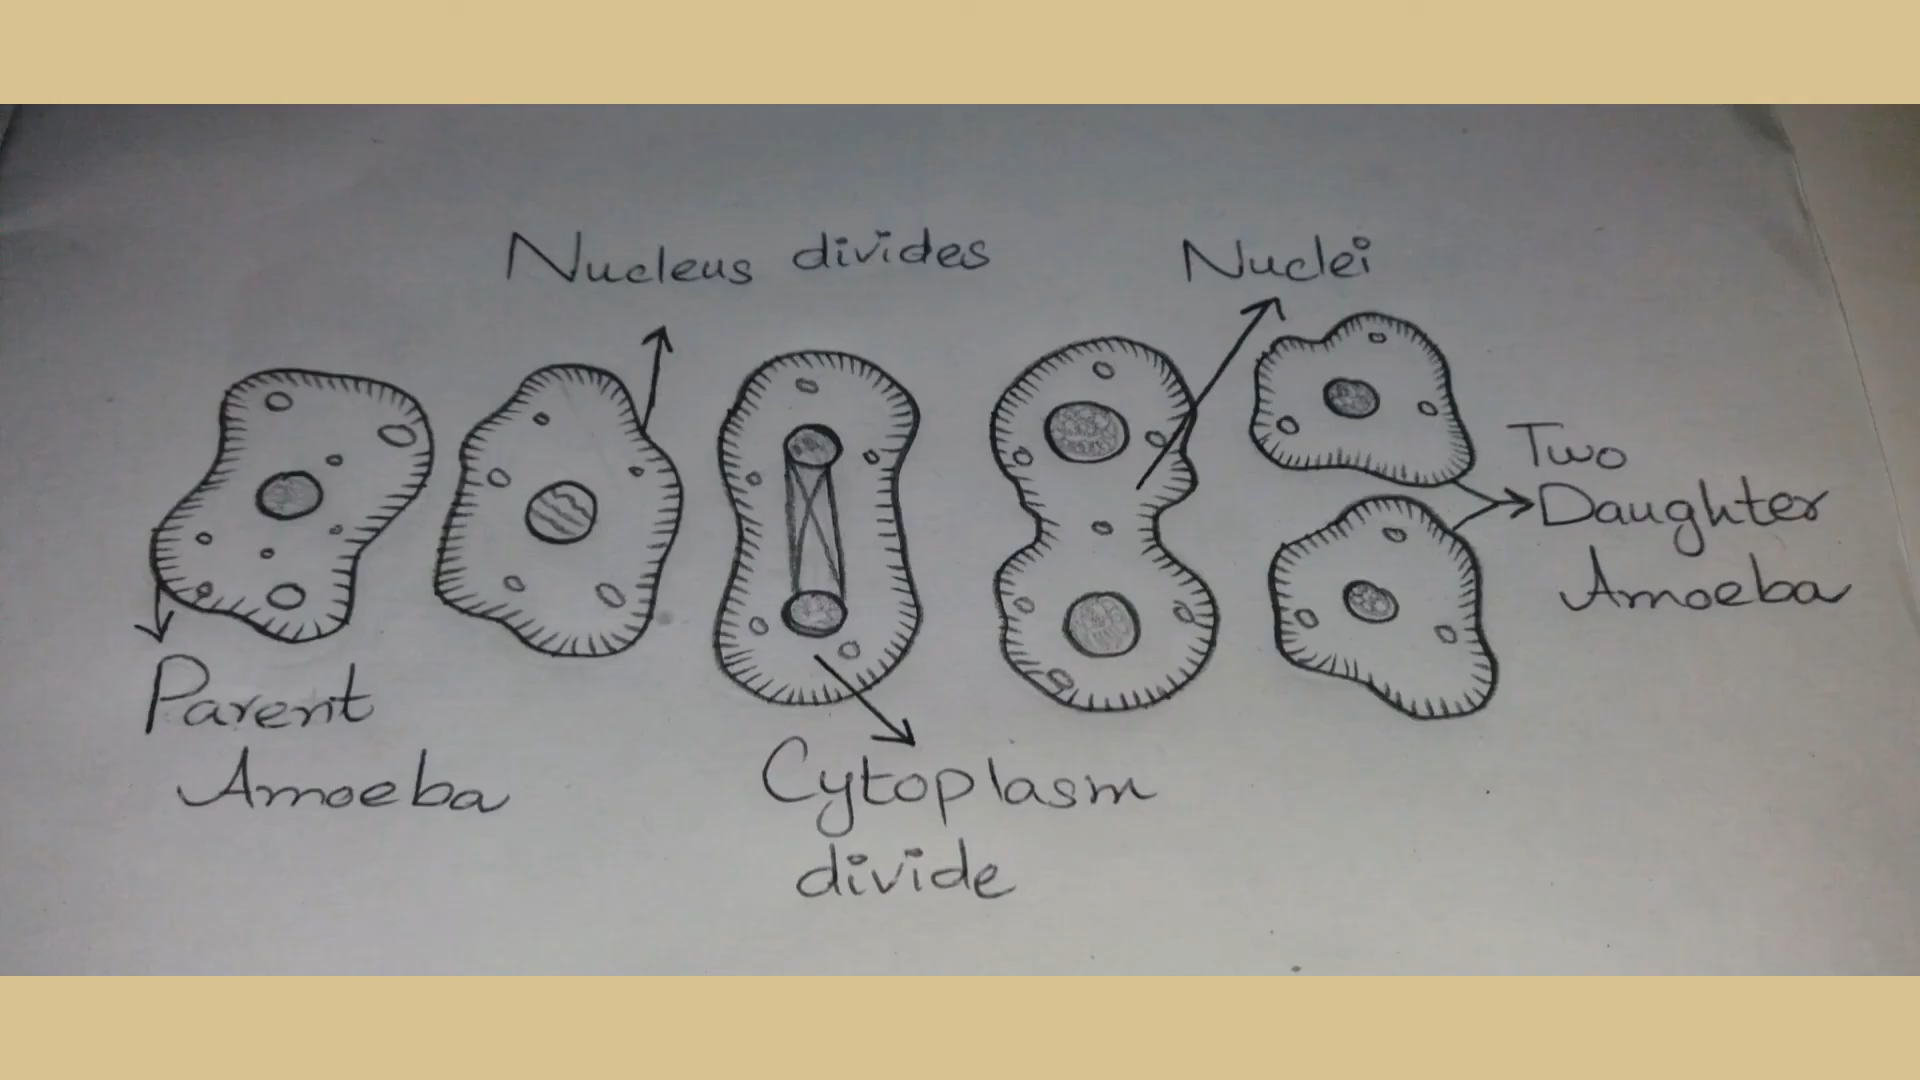 Nucleus divides
Nuclei
Two
Daughter
Amoeba
Parent
Amoeba
Cytoplasm
divide